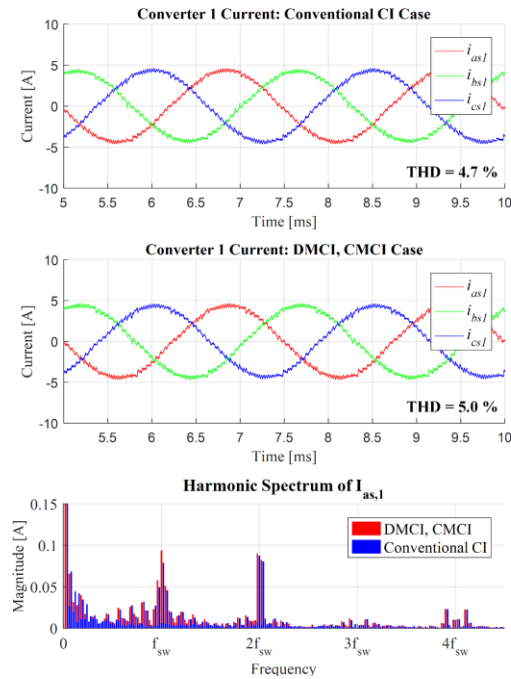 Converter 1 Current: Conventional CI Case
10
5
0
-5
-10
Current [A]
i_as1
i_bs1
i_cs1
THD = 4.7 %
5 5.5 6 6.5 7 7.5 8 8.5 9 9.5 10
Time [ms]
Converter 1 Current: DMCI, CMCI Case
10
5
0
-5
-10
Current [A]
i_as1
i_bs1
i_cs1
THD = 5.0 %
5.5 6 6.5 7 7.5 8 8.5 9 9.5 10
Time [ms]
Harmonic Spectrum of I_as,1
0.15
0.1
0.05
0
Magnitude [A]
DMCI, CMCI
Conventional CI
0 1f_sw 2f_sw 3f_sw 4f_sw
Frequency